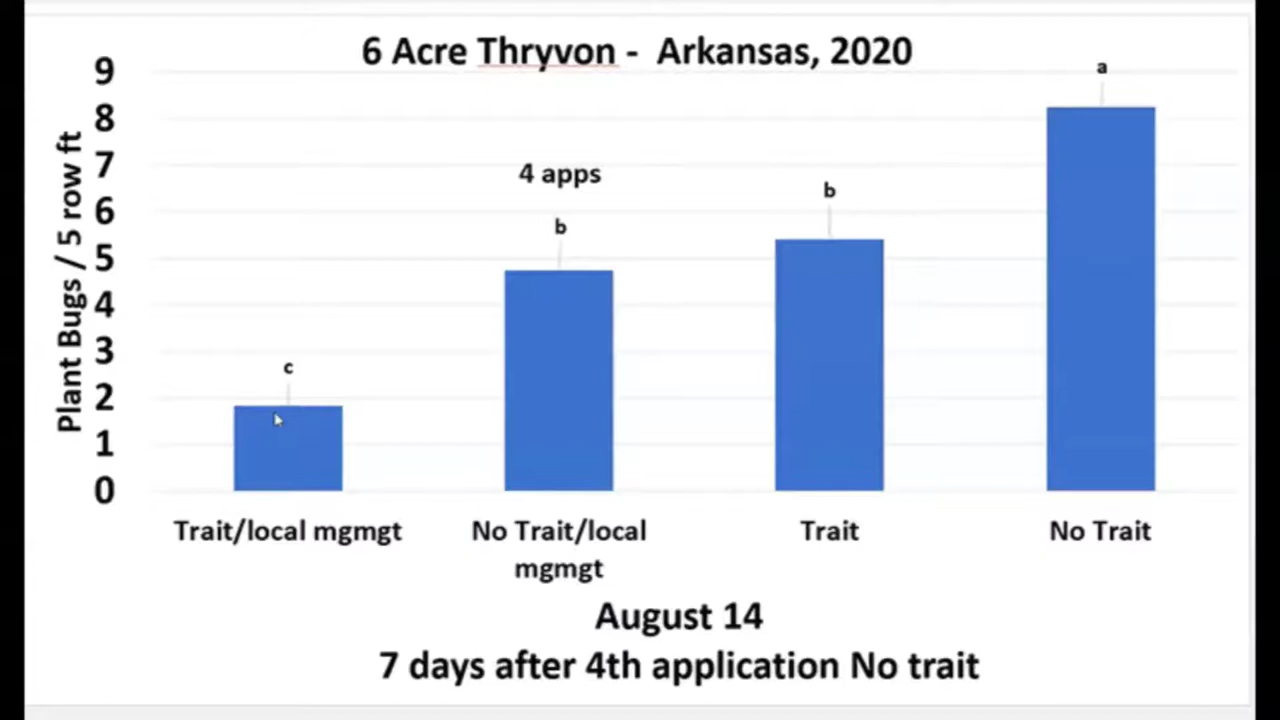 6 Acre Thryvon - Arkansas, 2020
Plant Bugs / 5 row ft
9
8
7
6
5
4
3
2
1
0
c
4 apps
b
b
a
Trait/local mgmgt
No Trait/local
mgmgt
Trait
No Trait
August 14
7 days after 4th application No trait